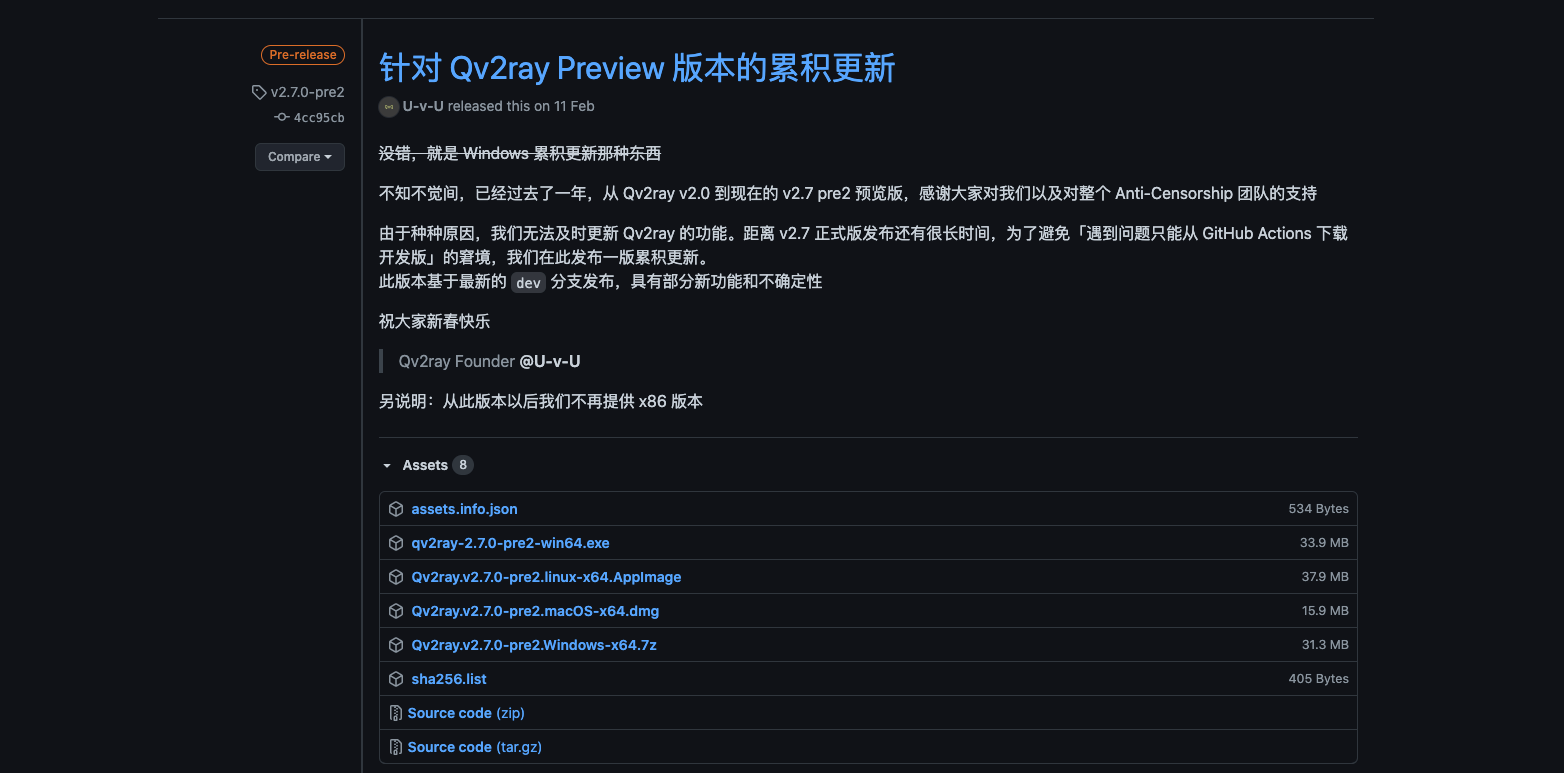 Pre-release
v2.7.0-pre2
4cc95cb
Compare
针对 Qv2ray Preview 版本的累积更新
U-v-U released this on 11 Feb
没错，就是 Windows 累积更新那种东西
不知不觉间，已经过去了一年，从 Qv2ray v2.0 到现在的 v2.7 pre2 预览版，感谢大家对我们以及对整个 Anti-Censorship 团队的支持
由于种种原因，我们无法及时更新 Qv2ray 的功能。距离 v2.7 正式版发布还有很长时间，为了避免「遇到问题只能从 GitHub Actions 下载
开发版」的窘境，我们在此发布一版累积更新。
此版本基于最新的 dev 分支发布，具有部分新功能和不确定性
祝大家新春快乐
Qv2ray Founder @U-v-U
另说明：从此版本以后我们不再提供 x86 版本
Assets 8
assets.info.json 534 Bytes
qv2ray-2.7.0-pre2-win64.exe 33.9 MB
Qv2ray.v2.7.0-pre2.linux-x64.AppImage 37.9 MB
Qv2ray.v2.7.0-pre2.macOS-x64.dmg 15.9 MB
Qv2ray.v2.7.0-pre2.Windows-x64.7z 31.3 MB
sha256.list 405 Bytes
Source code (zip)
Source code (tar.gz)